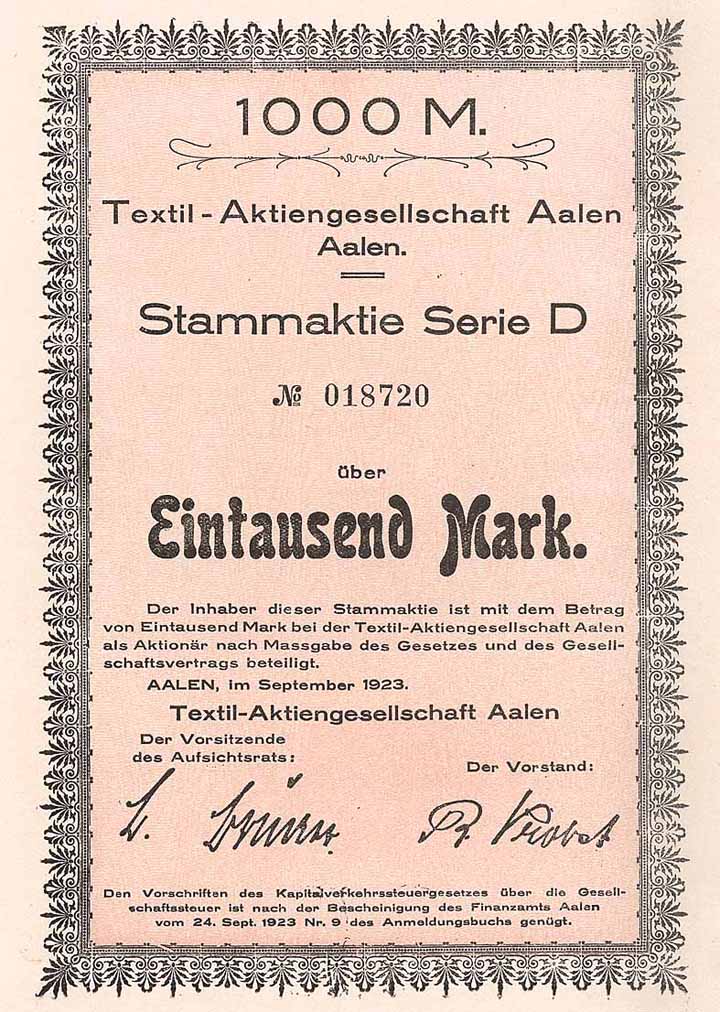 1000 M.
Textil-Aktiengesellschaft Aalen
Aalen.
Stammaktie Serie D
№ 018720
über
Eintausend Mark.
Der Inhaber dieser Stammaktie ist mit dem Betrag
von Eintausend Mark bei der Textil-Aktiengesellschaft Aalen
als Aktionär nach Massgabe des Gesetzes und des Gesell-
schaftsvertrags beteiligt.
AALEN, im September 1923.
Textil-Aktiengesellschaft Aalen
Der Vorsitzende
des Aufsichtsrats:
Der Vorstand:
Den Vorschriften des Kapitalverkehrssteuergesetzes über die Gesell-
schaftssteuer ist nach der Bescheinigung des Finanzamts Aalen
vom 24. Sept. 1923 Nr. 9 des Anmeldungsbuchs genügt.